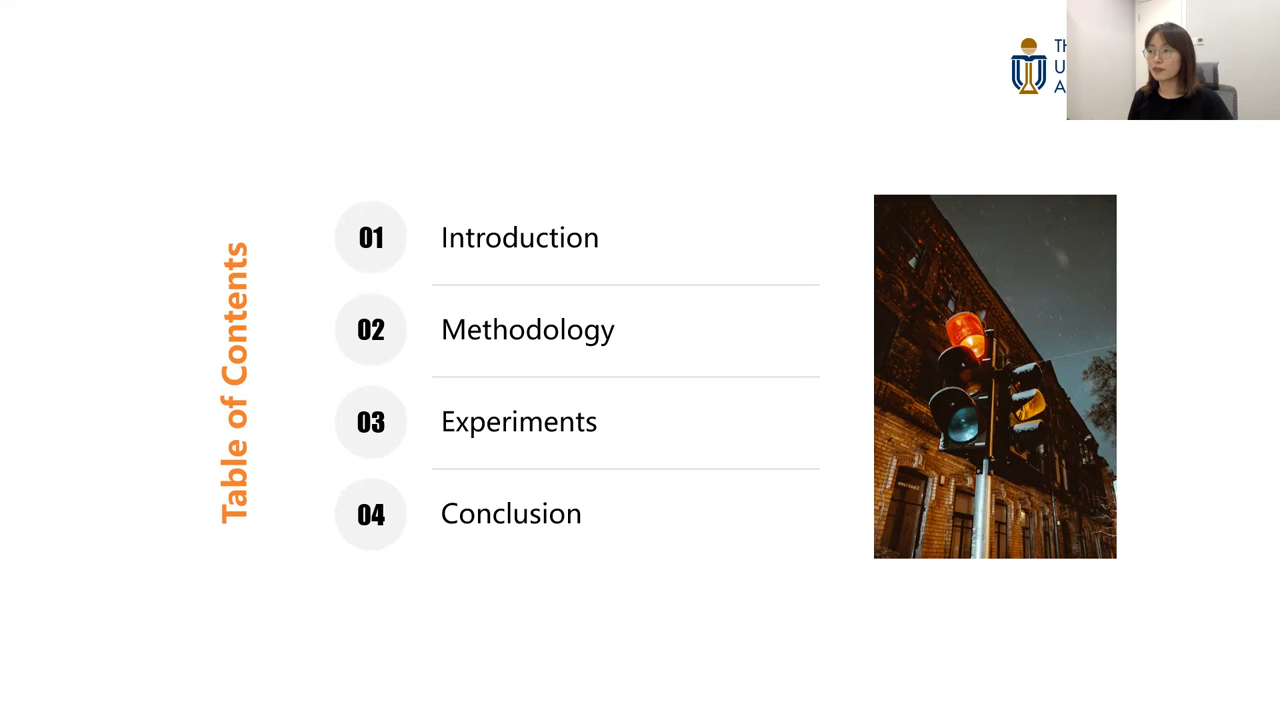 Table of Contents
01
Introduction
02
Methodology
03
Experiments
04
Conclusion